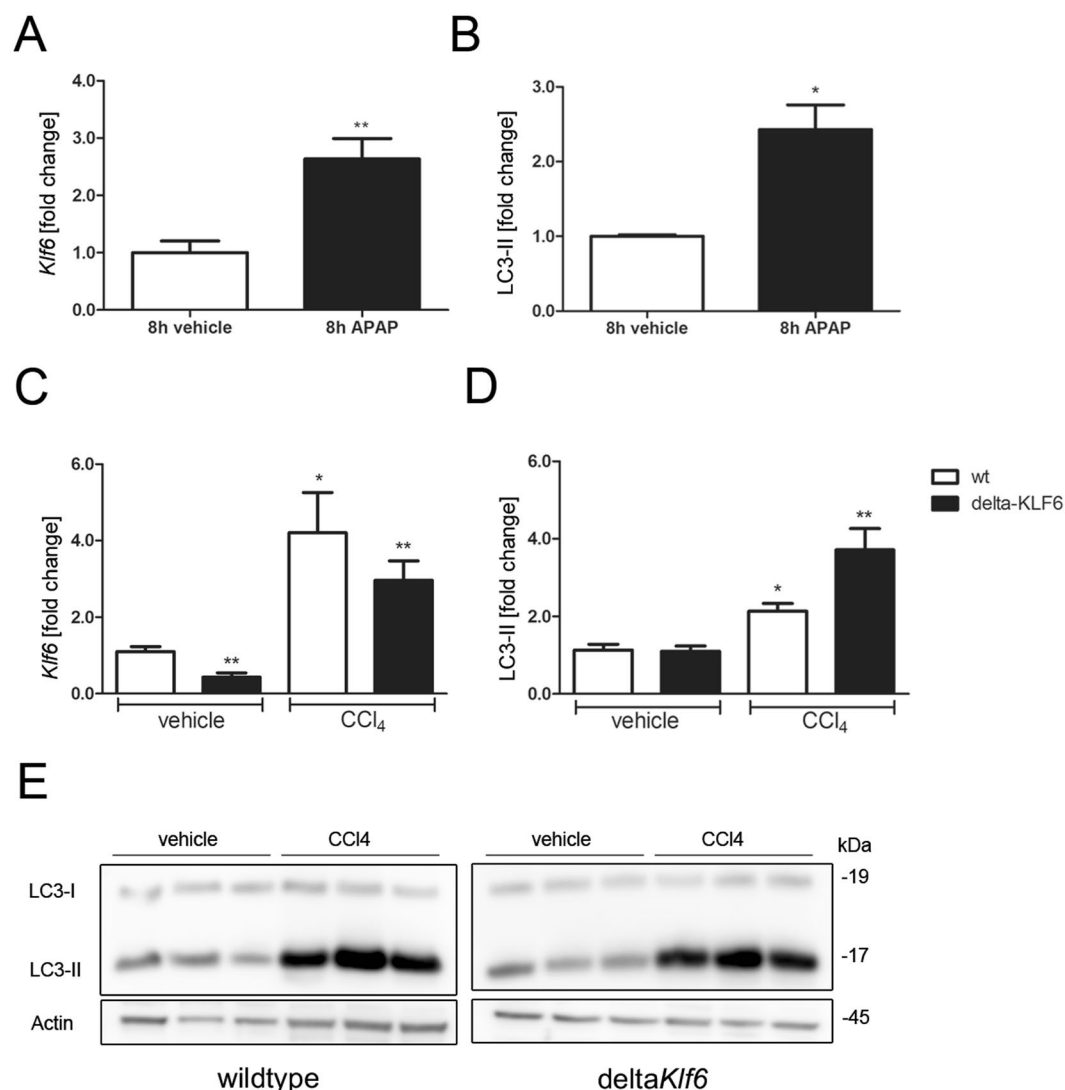 A
Klf6 [fold change]
4.0
3.0
2.0
1.0
0.0
**
8h vehicle 8h APAP
B
LC3-II [fold change]
3.0
2.0
1.0
0.0
*
8h vehicle 8h APAP
C
Klf6 [fold change]
6.0
4.0
2.0
0.0
**
*
**
vehicle CCl₄
D
LC3-II [fold change]
6.0
4.0
2.0
0.0
*
**
vehicle CCl₄
wt
delta-KLF6
E
vehicle CCl4 vehicle CCl4 kDa
LC3-I -19
LC3-II -17
Actin -45
wildtype deltaKlf6